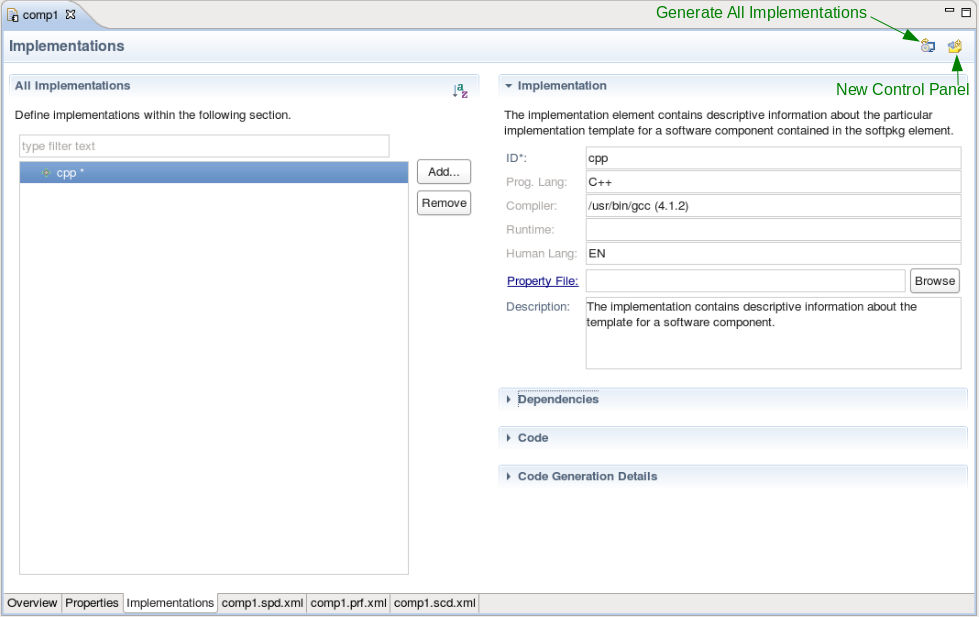 comp1
Generate All Implementations
Implementations
New Control Panel
All Implementations
Define implementations within the following section.
type filter text
cpp *
Add...
Remove
Implementation
The implementation element contains descriptive information about the particular
implementation template for a software component contained in the softpkg element.
ID*: cpp
Prog. Lang: C++
Compiler: /usr/bin/gcc (4.1.2)
Runtime:
Human Lang: EN
Property File: Browse
Description: The implementation contains descriptive information about the
template for a software component.
Dependencies
Code
Code Generation Details
Overview Properties Implementations comp1.spd.xml comp1.prf.xml comp1.scd.xml